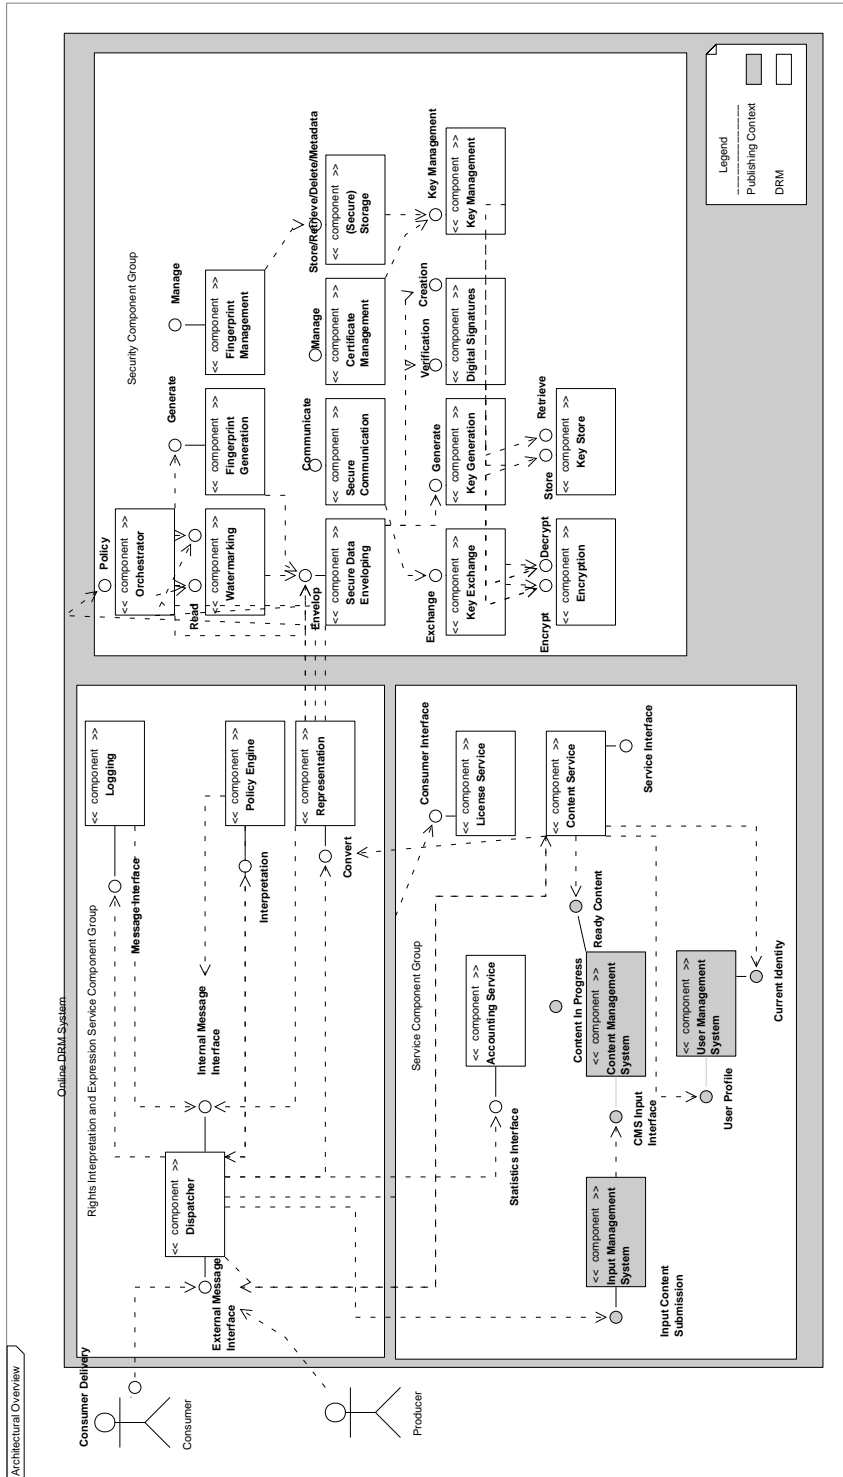 Architectural Overview
Online DRM System
Consumer Delivery
Consumer
Producer
Rights Interpretation and Expression Service Component Group
External Message
Interface
<< component >>
Dispatcher
Internal Message
Interface
Message Interface
<< component >>
Logging
Interpretation
<< component >>
Policy Engine
Convert
<< component >>
Representation
Service Component Group
Consumer Interface
<< component >>
License Service
Statistics Interface
<< component >>
Accounting Service
<< component >>
Content Service
Service Interface
Ready Content
Content In Progress
<< component >>
Content Management
System
CMS Input
Interface
<< component >>
Input Management
System
Input Content
Submission
<< component >>
User Management
System
User Profile
Current Identity
Security Component Group
Policy
<< component >>
Orchestrator
Read
<< component >>
Watermarking
Generate
<< component >>
Fingerprint
Generation
Manage
<< component >>
Fingerprint
Management
Envelop
<< component >>
Secure Data
Enveloping
Communicate
<< component >>
Secure
Communication
Manage
<< component >>
Certificate
Management
Store/Retrieve/Delete/Metadata
<< component >>
(Secure)
Storage
Exchange
<< component >>
Key Exchange
Generate
<< component >>
Key Generation
Verification
Creation
<< component >>
Digital Signatures
Key Management
<< component >>
Key Management
Encrypt
Decrypt
<< component >>
Encryption
Store
Retrieve
<< component >>
Key Store
Legend
Publishing Context
DRM